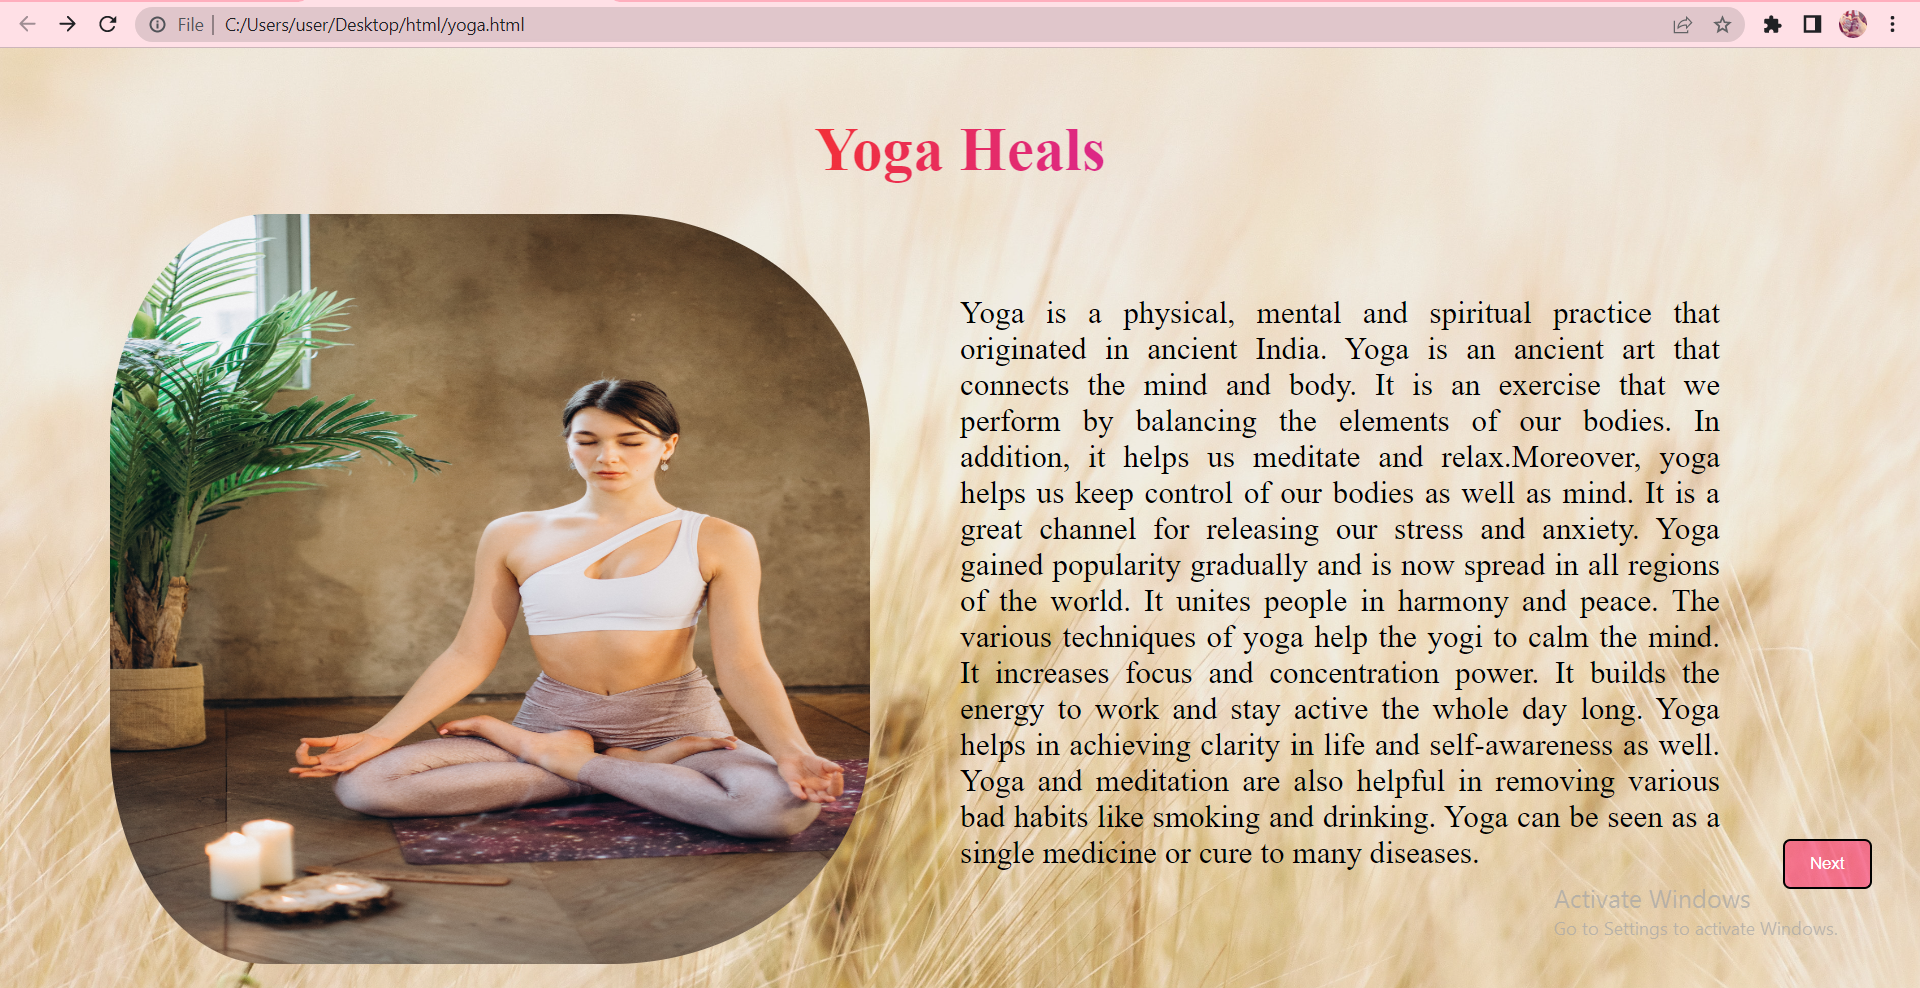 File | C:/Users/user/Desktop/html/yoga.html
Yoga Heals
Yoga is a physical, mental and spiritual practice that
originated in ancient India. Yoga is an ancient art that
connects the mind and body. It is an exercise that we
perform by balancing the elements of our bodies. In
addition, it helps us meditate and relax.Moreover, yoga
helps us keep control of our bodies as well as mind. It is a
great channel for releasing our stress and anxiety. Yoga
gained popularity gradually and is now spread in all regions
of the world. It unites people in harmony and peace. The
various techniques of yoga help the yogi to calm the mind.
It increases focus and concentration power. It builds the
energy to work and stay active the whole day long. Yoga
helps in achieving clarity in life and self-awareness as well.
Yoga and meditation are also helpful in removing various
bad habits like smoking and drinking. Yoga can be seen as a
single medicine or cure to many diseases.
Next
Activate Windows
Go to Settings to activate Windows.